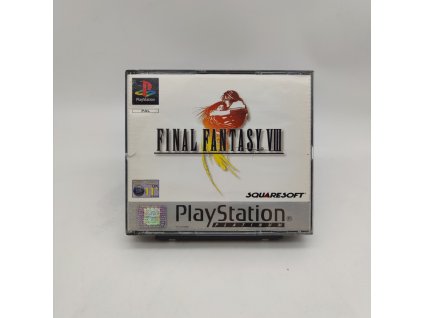 PlayStation
PAL
FINAL FANTASY VIII
SQUARESOFT
PlayStation®
PLATINUM